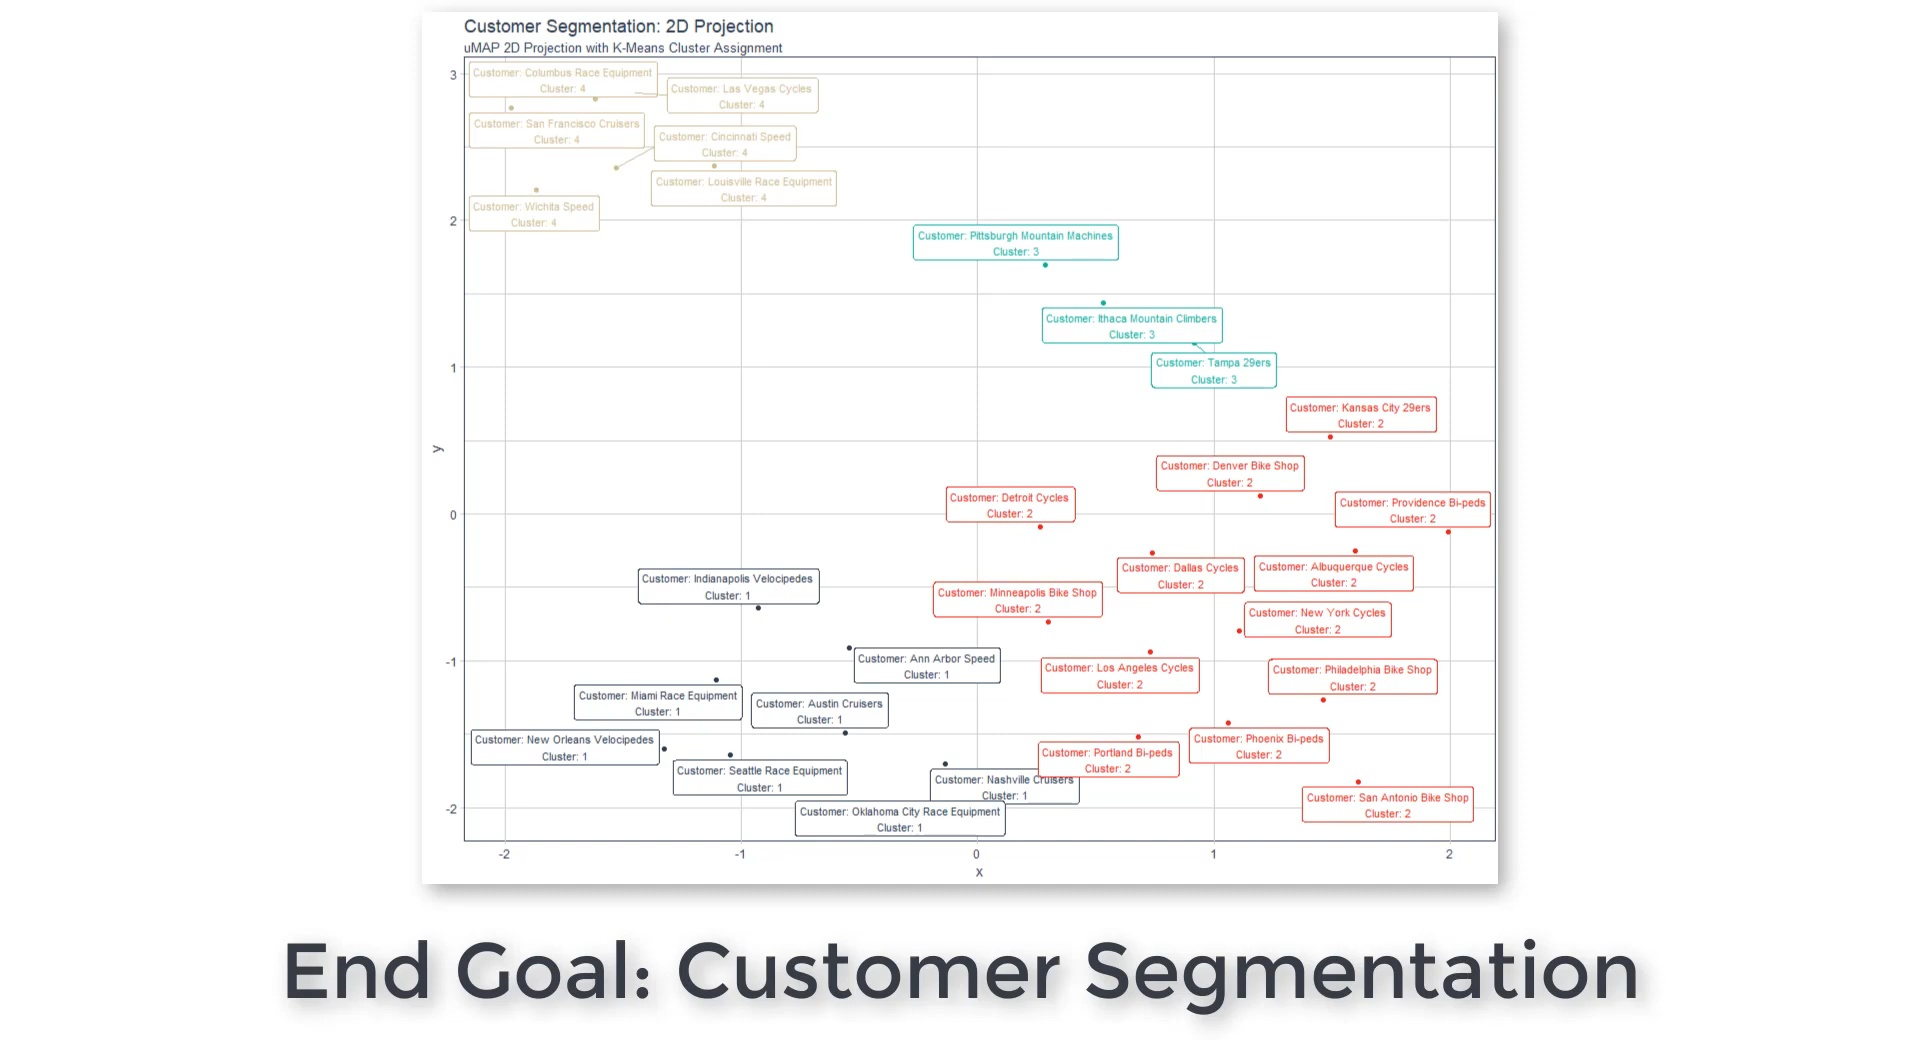 Customer Segmentation: 2D Projection
uMAP 2D Projection with K-Means Cluster Assignment
3
Customer: Columbus Race Equipment
Cluster: 4
Customer: Las Vegas Cycles
Cluster: 4
Customer: San Francisco Cruisers
Cluster: 4
Customer: Cincinnati Speed
Cluster: 4
Customer: Louisville Race Equipment
Cluster: 4
Customer: Wichita Speed
Cluster: 4
2
Customer: Pittsburgh Mountain Machines
Cluster: 3
Customer: Ithaca Mountain Climbers
Cluster: 3
1
Customer: Tampa 29ers
Cluster: 3
Customer: Kansas City 29ers
Cluster: 2
y
Customer: Denver Bike Shop
Cluster: 2
Customer: Detroit Cycles
Cluster: 2
Customer: Providence Bi-peds
Cluster: 2
0
Customer: Dallas Cycles
Cluster: 2
Customer: Albuquerque Cycles
Cluster: 2
Customer: Indianapolis Velocipedes
Cluster: 1
Customer: Minneapolis Bike Shop
Cluster: 2
Customer: New York Cycles
Cluster: 2
-1
Customer: Ann Arbor Speed
Cluster: 1
Customer: Los Angeles Cycles
Cluster: 2
Customer: Philadelphia Bike Shop
Cluster: 2
Customer: Miami Race Equipment
Cluster: 1
Customer: Austin Cruisers
Cluster: 1
Customer: New Orleans Velocipedes
Cluster: 1
Customer: Phoenix Bi-peds
Cluster: 2
Customer: Portland Bi-peds
Cluster: 2
Customer: Seattle Race Equipment
Cluster: 1
Customer: Nashville Cruisers
Cluster: 1
Customer: San Antonio Bike Shop
Cluster: 2
-2
Customer: Oklahoma City Race Equipment
Cluster: 1
-2 -1 0 1 2
x
End Goal: Customer Segmentation